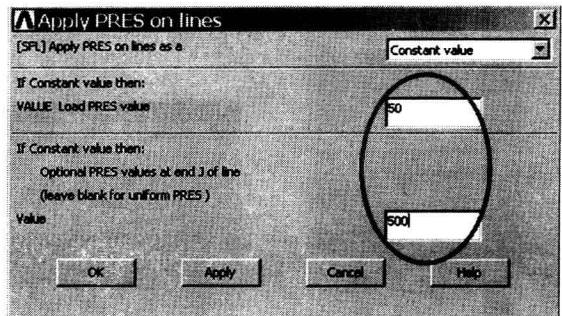 Apply PRES on lines
[SFL] Apply PRES on lines as a
Constant value
If Constant value then:
VALUE Load PRES value
50
If Constant value then:
Optional PRES values at end J of line
(leave blank for uniform PRES )
Value
500
OK
Apply
Cancel
Help